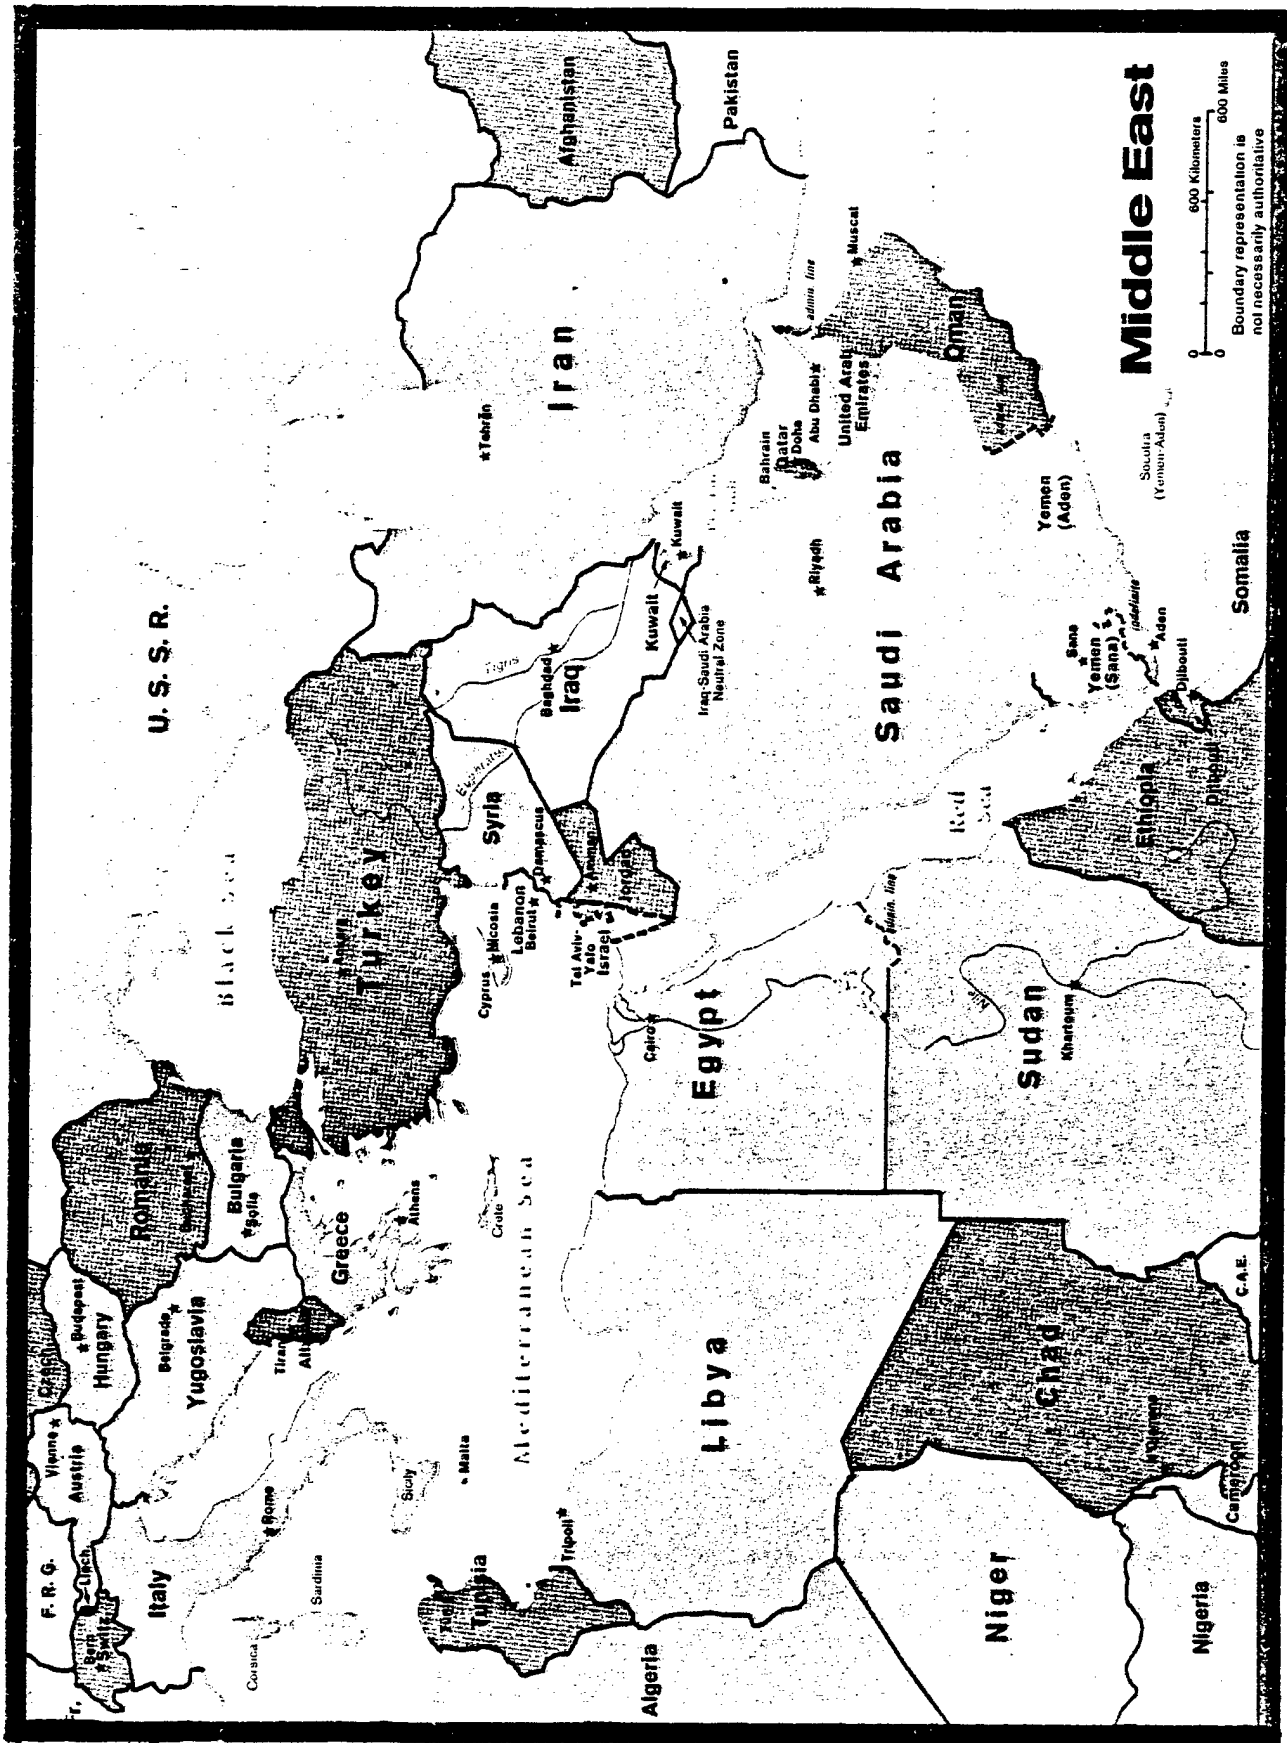 Middle East
0 600 Kilometers
0 600 Miles
Boundary representation is
not necessarily authoritative
Fr.
F. R. G.
Bern
Switz.
Liech.
Vienna
Austria
Czech.
Budapest
Hungary
Romania
Belgrade
Yugoslavia
Bulgaria
Sofia
Italy
Rome
Corsica
Sardinia
Sicily
Malta
Greece
Athens
Crete
Black Sea
U. S. S. R.
Ankara
Turkey
Mediterranean Sea
Cyprus
Nicosia
Lebanon
Beirut
Syria
Damascus
Euphrates
Tel Aviv-
Yafo
Israel
Amman
Jordan
Tigris
Baghdad
Iraq
Iraq-Saudi Arabia
Neutral Zone
Kuwait
Kuwait
Tehrān
Iran
Afghanistan
Pakistan
Bahrain
Qatar
Doha
Abu Dhabi
United Arab
Emirates
admin. line
Muscat
Oman
Riyadh
Saudi Arabia
Yemen
(Aden)
Sana
Yemen
(Sana)
indefinite
Aden
Socotra
(Yemen-Aden)
Djibouti
Somalia
Ethiopia
Red
Sea
admin. line
Cairo
Egypt
Nile
Sudan
Khartoum
Tunisia
Tripoli
Libya
Algeria
Niger
Nigeria
Chad
Cameroon
C.A.E.